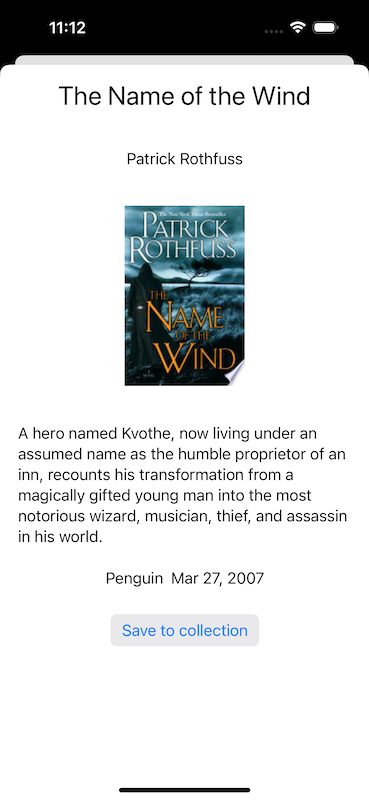 11:12
The Name of the Wind
Patrick Rothfuss
The New York Times Bestseller
PATRICK
ROTHFUSS
THE
NAME
OF THE
WIND
A NOVEL
A hero named Kvothe, now living under an
assumed name as the humble proprietor of an
inn, recounts his transformation from a
magically gifted young man into the most
notorious wizard, musician, thief, and assassin
in his world.
Penguin Mar 27, 2007
Save to collection